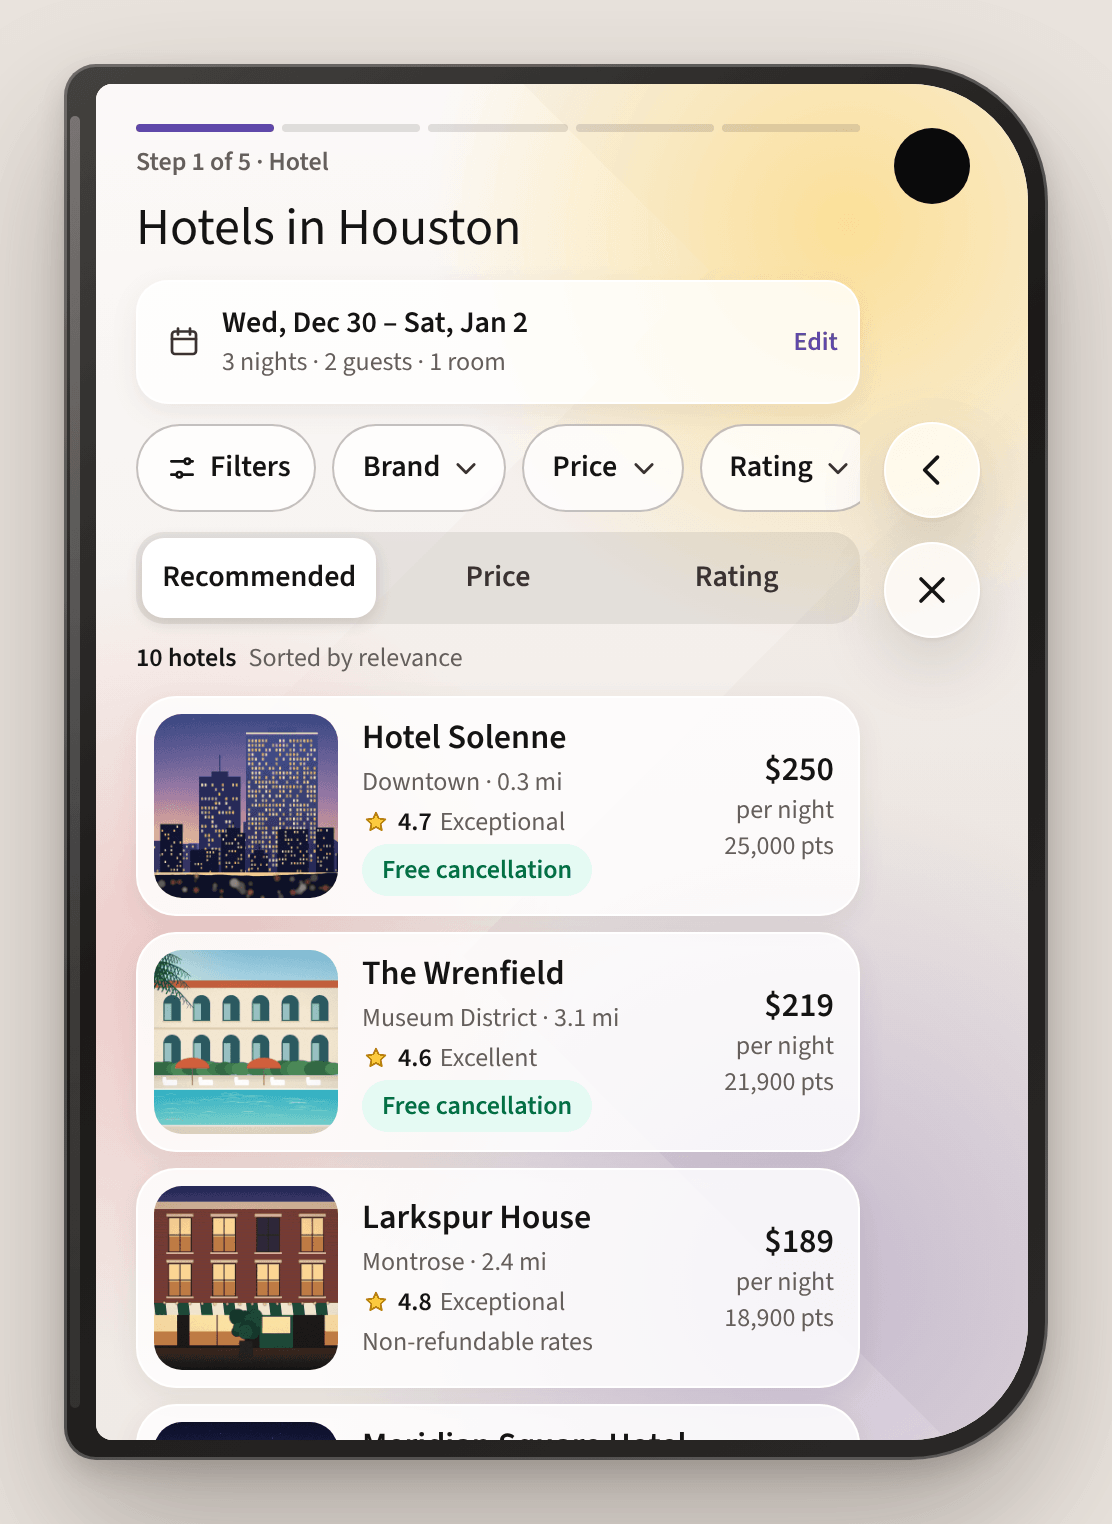 Step 1 of 5 · Hotel
Hotels in Houston
Wed, Dec 30 – Sat, Jan 2
3 nights · 2 guests · 1 room
Edit
Filters
Brand
Price
Rating
Recommended
Price
Rating
10 hotels Sorted by relevance
Hotel Solenne
Downtown · 0.3 mi
4.7 Exceptional
Free cancellation
$250
per night
25,000 pts
The Wrenfield
Museum District · 3.1 mi
4.6 Excellent
Free cancellation
$219
per night
21,900 pts
Larkspur House
Montrose · 2.4 mi
4.8 Exceptional
Non-refundable rates
$189
per night
18,900 pts
Meridian Square Hotel